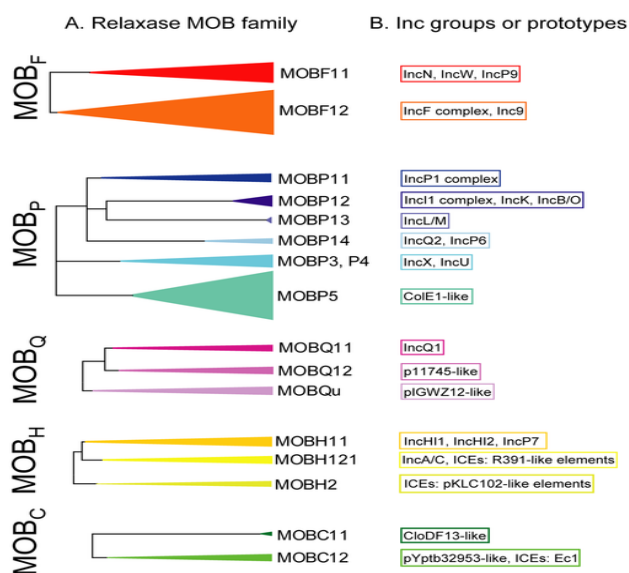 A. Relaxase MOB family
B. Inc groups or prototypes
MOBF
MOBF11 IncN, IncW, IncP9
MOBF12 IncF complex, Inc9
MOBP
MOBP11 IncP1 complex
MOBP12 IncI1 complex, IncK, IncB/O
MOBP13 IncL/M
MOBP14 IncQ2, IncP6
MOBP3, P4 IncX, IncU
MOBP5 ColE1-like
MOBQ
MOBQ11 IncQ1
MOBQ12 p11745-like
MOBQu pIGWZ12-like
MOBH
MOBH11 IncHI1, IncHI2, IncP7
MOBH121 IncA/C, ICEs: R391-like elements
MOBH2 ICEs: pKLC102-like elements
MOBC
MOBC11 CloDF13-like
MOBC12 pYptb32953-like, ICEs: Ec1